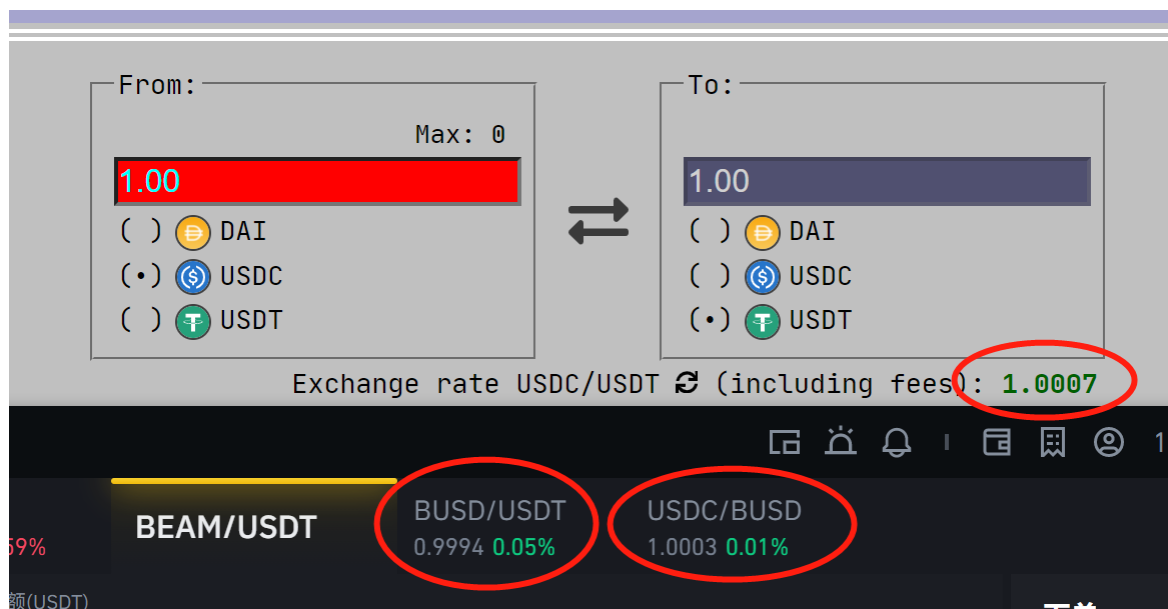 From:
To:
Max: 0
1.00
1.00
( ) DAI
( ) DAI
(•) USDC
( ) USDC
( ) USDT
(•) USDT
Exchange rate USDC/USDT (including fees): 1.0007
1
BEAM/USDT
BUSD/USDT
USDC/BUSD
59%
0.9994 0.05%
1.0003 0.01%
额(USDT)